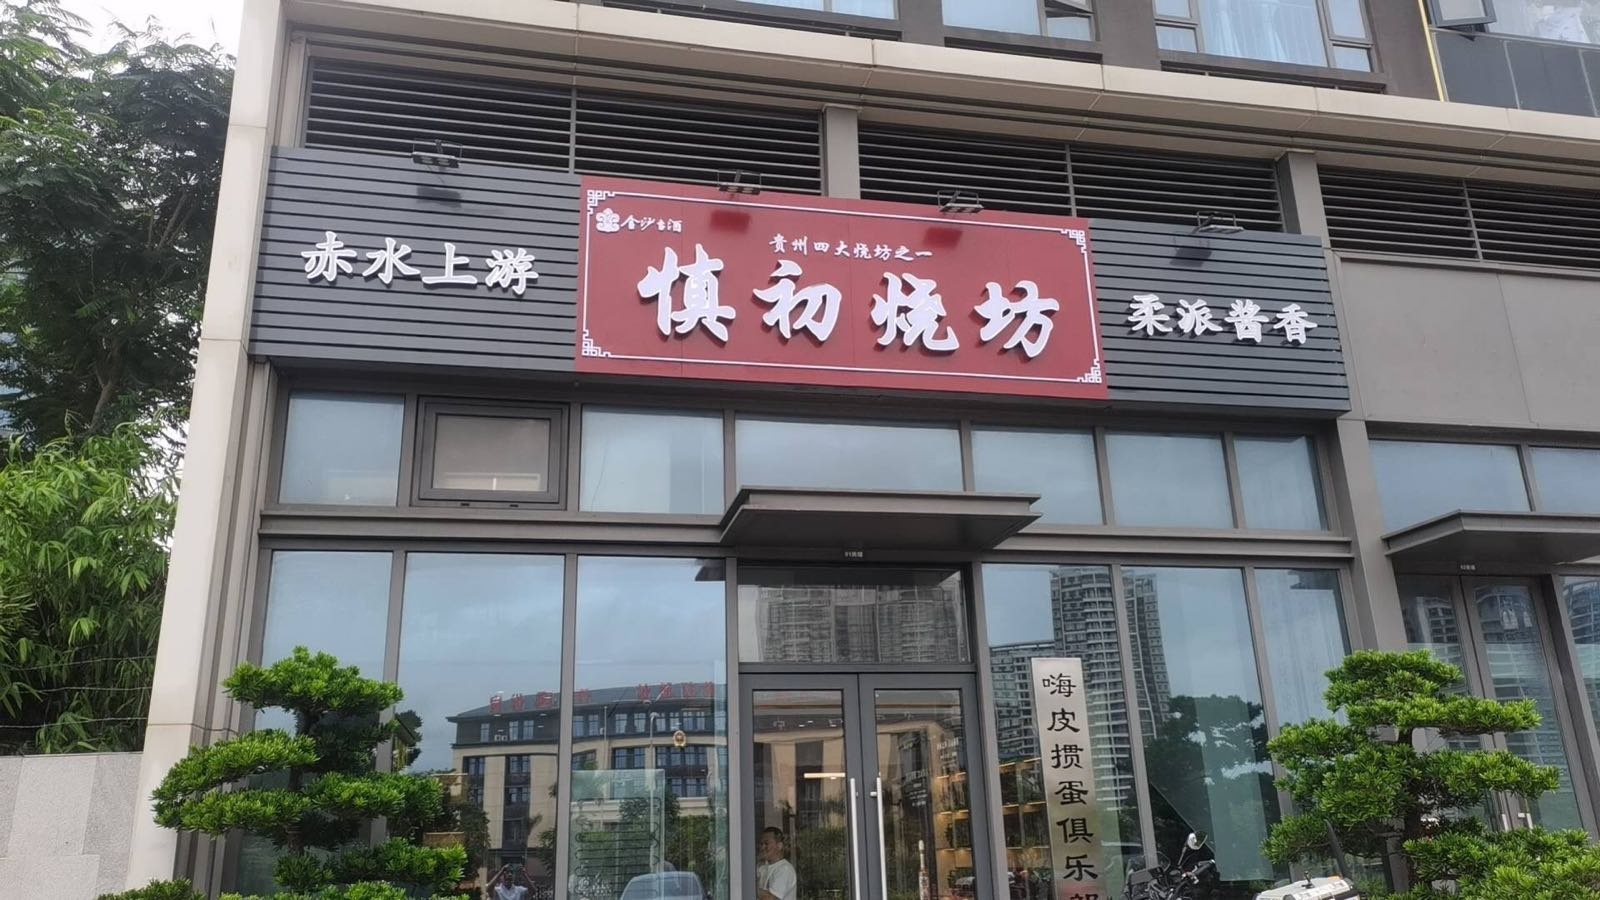 赤水上游
金沙古酒
贵州四大烧坊之一
慎初烧坊
柔派酱香
嗨皮掼蛋俱乐部